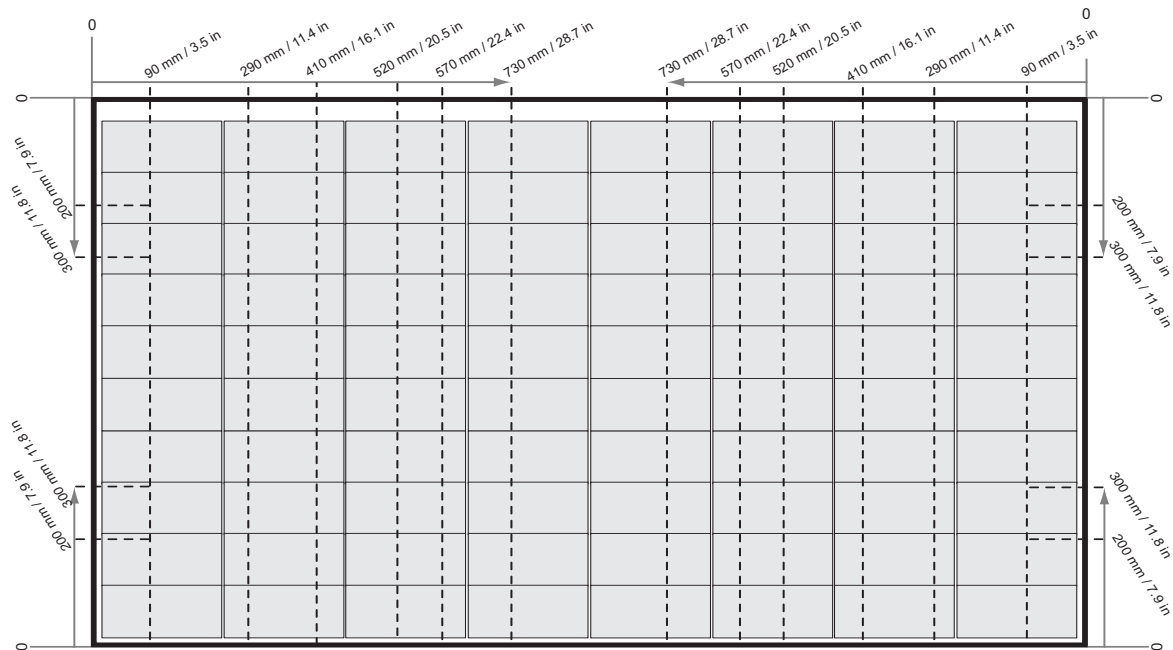 0
0
90 mm / 3.5 in
290 mm / 11.4 in
410 mm / 16.1 in
520 mm / 20.5 in
570 mm / 22.4 in
730 mm / 28.7 in
730 mm / 28.7 in
570 mm / 22.4 in
520 mm / 20.5 in
410 mm / 16.1 in
290 mm / 11.4 in
90 mm / 3.5 in
0
0
200 mm / 7.9 in
300 mm / 11.8 in
200 mm / 7.9 in
300 mm / 11.8 in
300 mm / 11.8 in
200 mm / 7.9 in
300 mm / 11.8 in
200 mm / 7.9 in
0
0